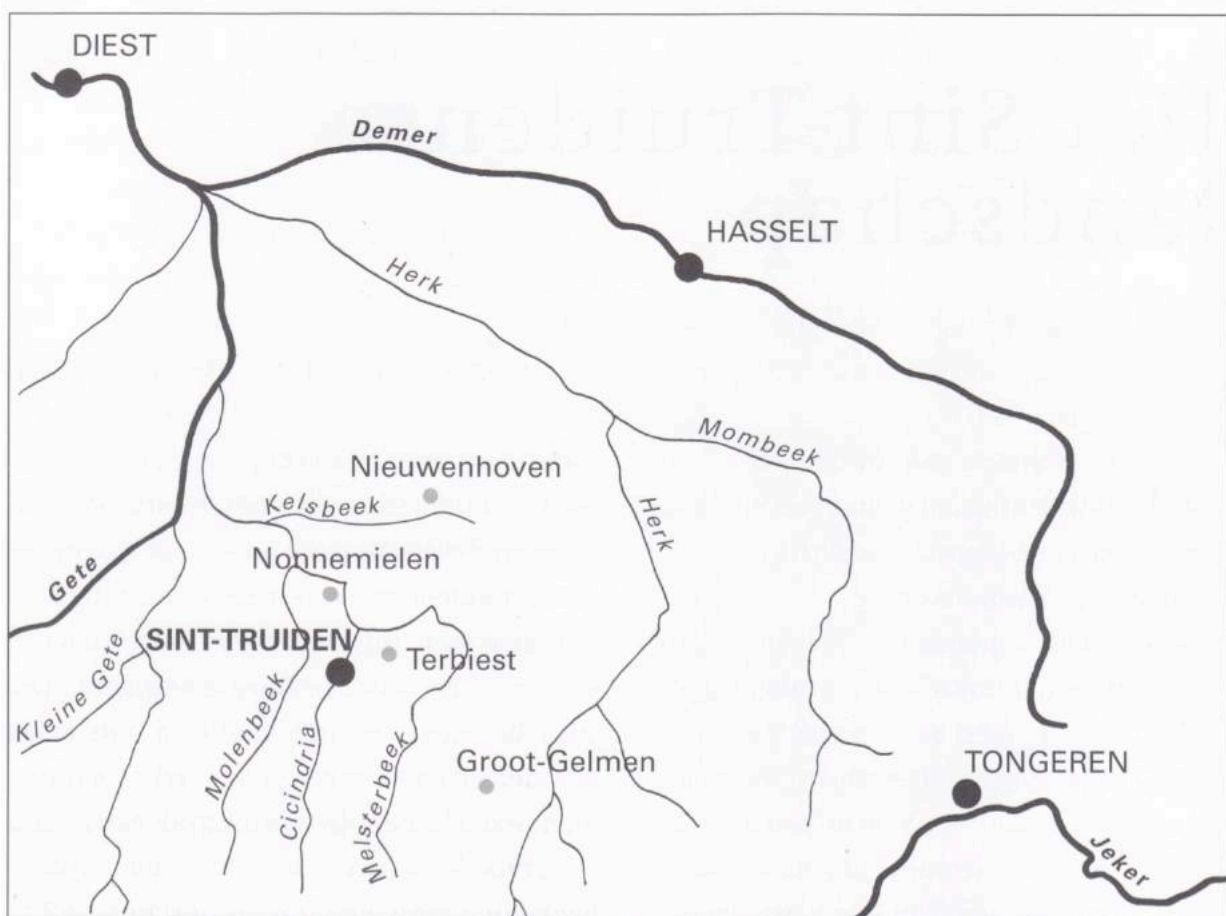 DIEST
Demer
HASSELT
Herk
Mombeek
Nieuwenhoven
Kelsbeek
Herk
Nonnemielen
Gete
SINT-TRUIDEN
Terbiest
Kleine Gete
Molenbeek
Cicindria
Melsterbeek
Groot-Gelmen
TONGEREN
Jeker